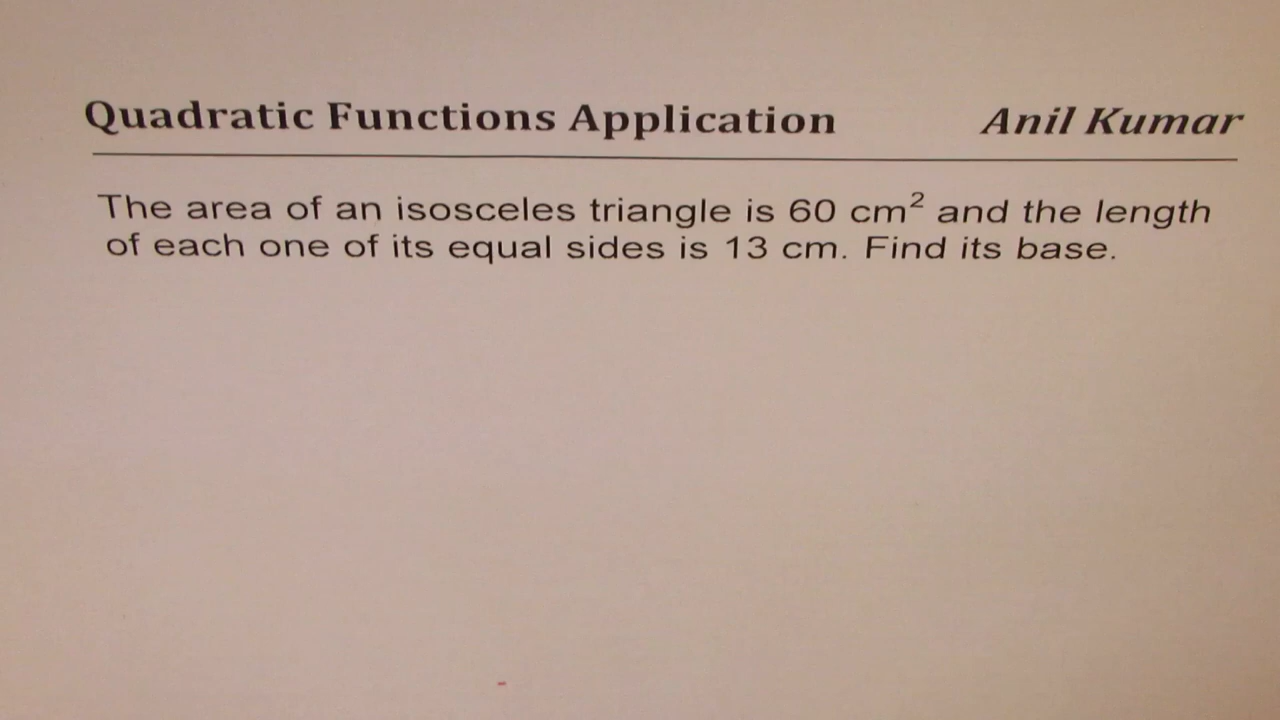 Quadratic Functions Application Anil Kumar
The area of an isosceles triangle is 60 cm² and the length
of each one of its equal sides is 13 cm. Find its base.